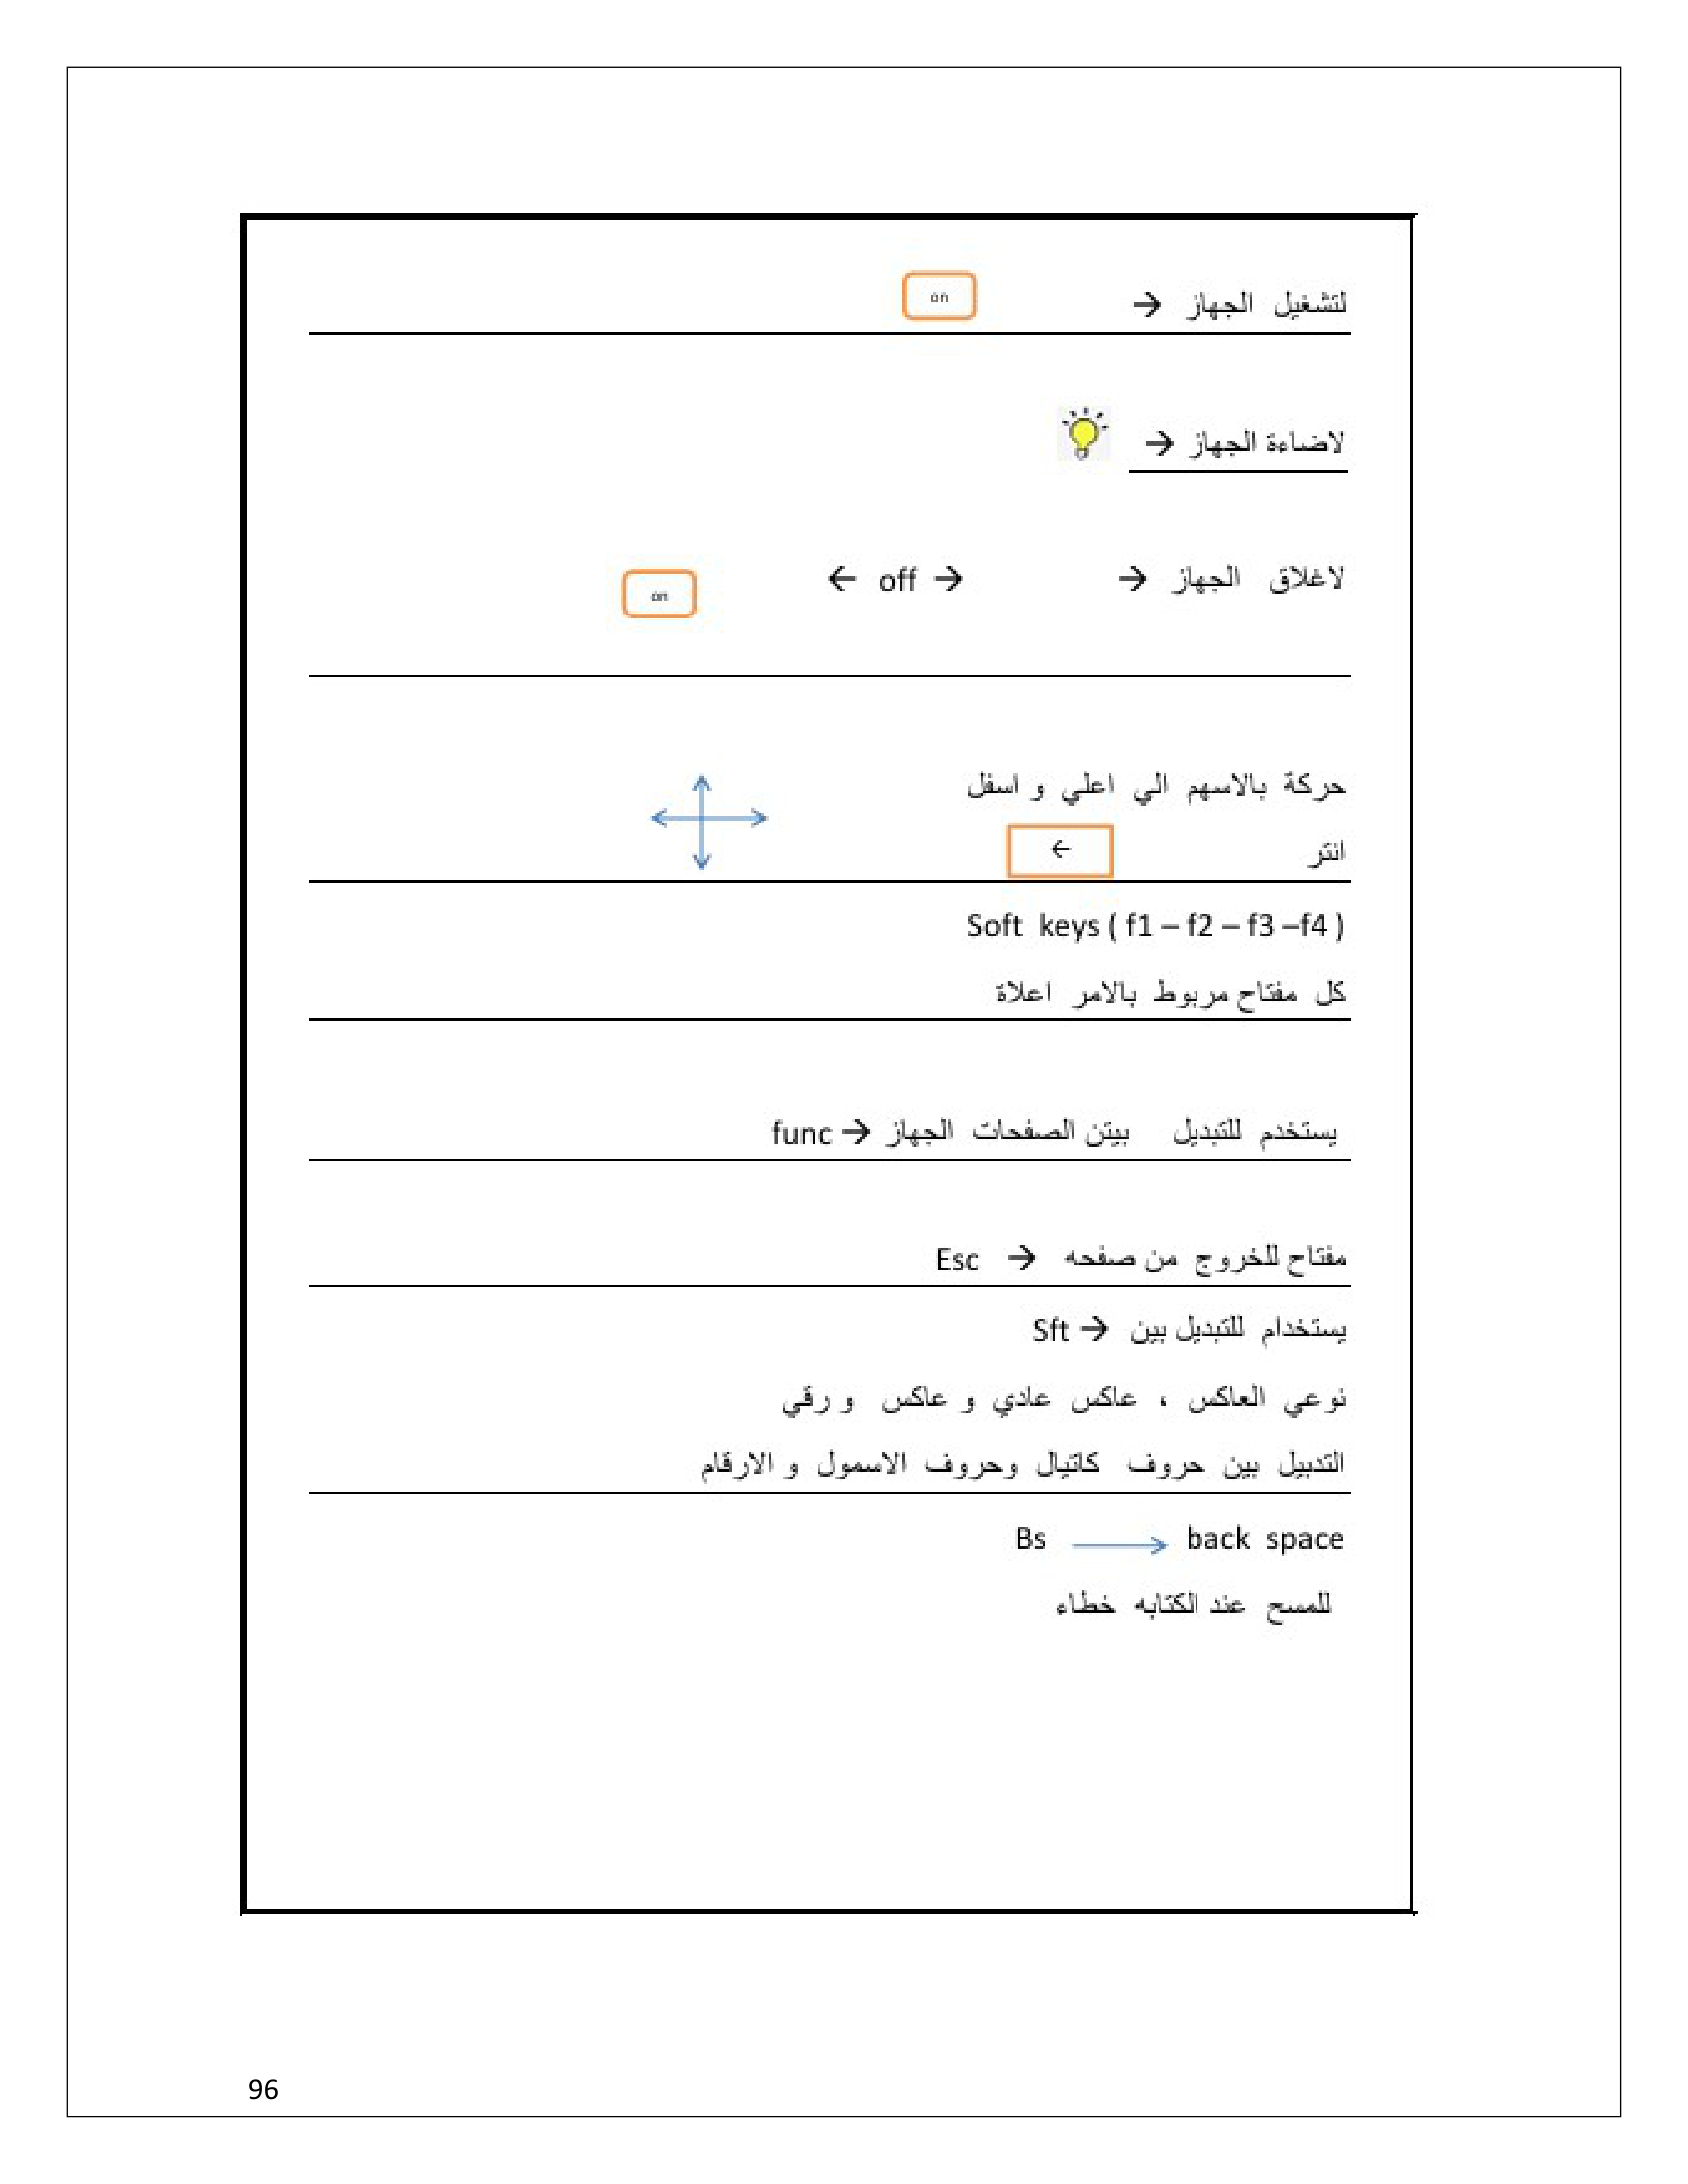 لتشغيل الجهاز → on
لاضاءة الجهاز →
لاغلاق الجهاز → ← off → on
حركة بالاسهم الي اعلي و اسفل
انتر ←
Soft keys ( f1 – f2 – f3 –f4 )
كل مفتاح مربوط بالامر اعلاة
يستخدم للتبديل بيتن الصفحات الجهاز → func
مفتاح للخروج من صفحه → Esc
يستخدام للتبديل بين → Sft
نوعي العاكس ، عاكس عادي و عاكس و رقي
التدبيل بين حروف كاتيال وحروف الاسمول و الارقام
Bs → back space
للمسح عند الكتابه خطاء
96